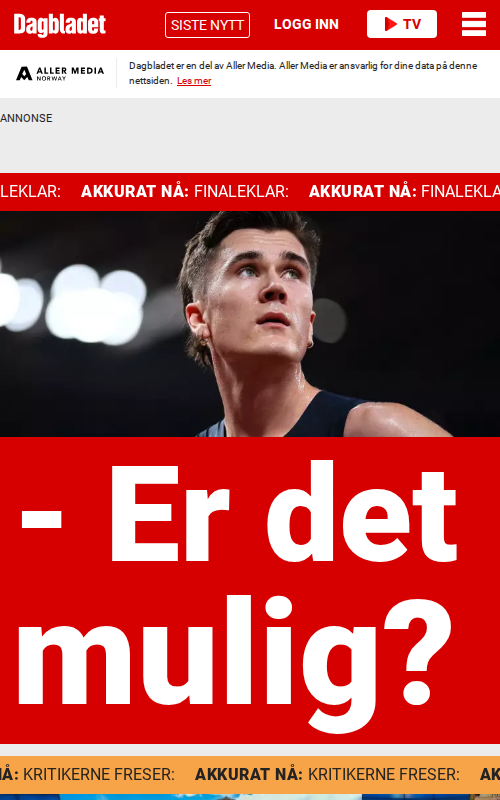 Dagbladet
SISTE NYTT
LOGG INN
TV
ALLER MEDIA
NORWAY
Dagbladet er en del av Aller Media. Aller Media er ansvarlig for dine data på denne
nettsiden. Les mer
ANNONSE
LEKLAR: AKKURAT NÅ: FINALEKLAR: AKKURAT NÅ: FINALEKLA
- Er det
mulig?
NÅ: KRITIKERNE FRESER: AKKURAT NÅ: KRITIKERNE FRESER: AK